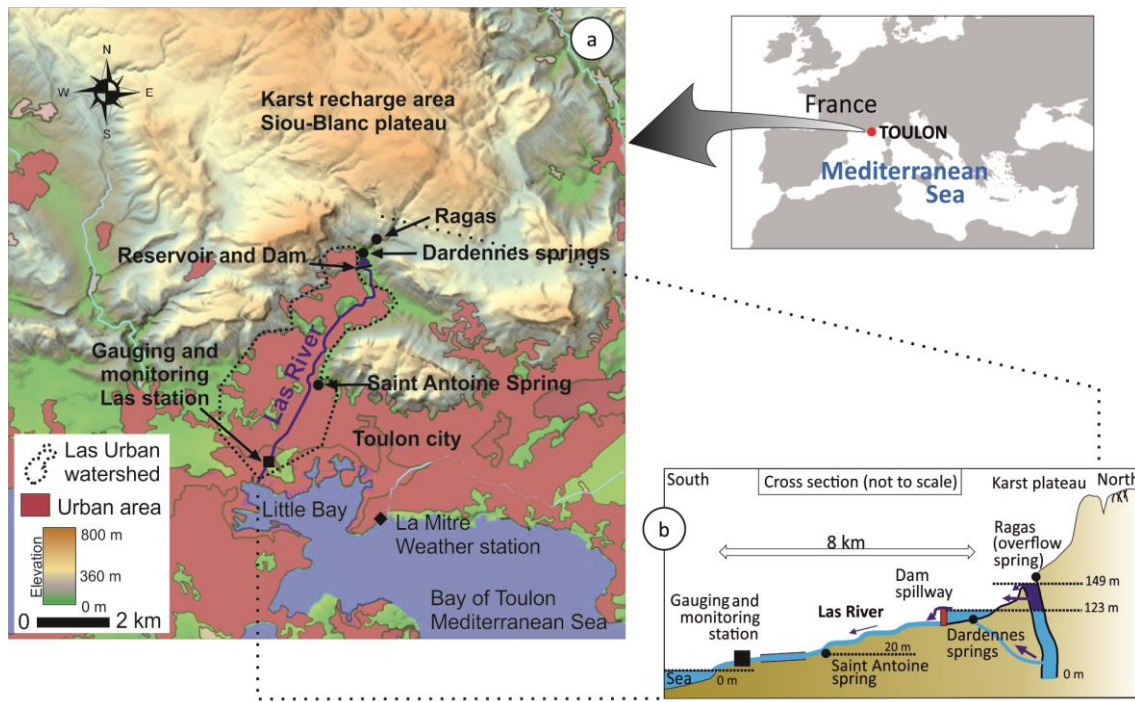 a
N
W
E
S
Karst recharge area
Siou-Blanc plateau
Ragas
Reservoir and Dam
Dardennes springs
Gauging and
monitoring
Las station
Las River
Saint Antoine Spring
Toulon city
Las Urban
watershed
Urban area
Elevation
800 m
360 m
0 m
0
2 km
Little Bay
La Mitre
Weather station
Bay of Toulon
Mediterranean Sea
France
TOULON
Mediterranean
Sea
South
Cross section (not to scale)
Karst plateau
North
b
8 km
Ragas
(overflow
spring)
149 m
Dam
spillway
123 m
Gauging and
monitoring
station
Las River
Dardennes
springs
20 m
Saint Antoine
spring
Sea
0 m
0 m